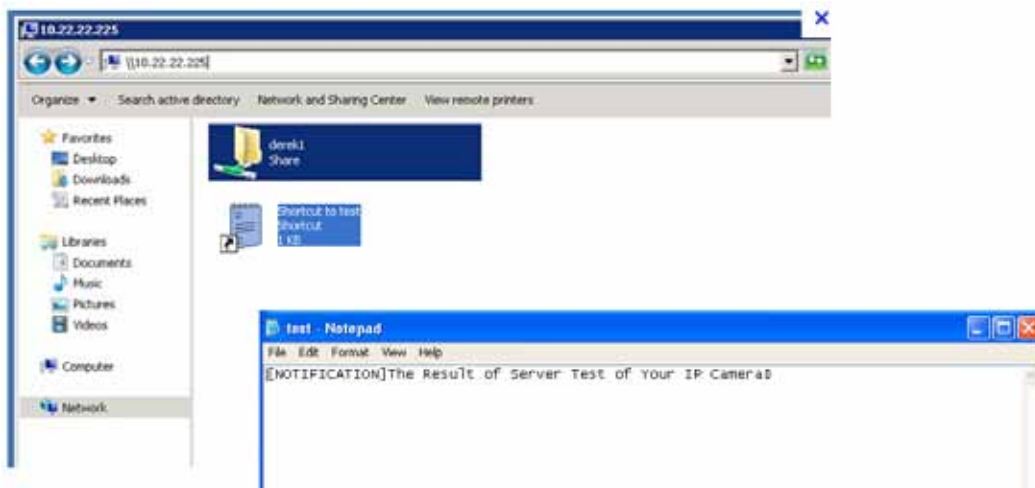 10.22.22.225
\\10.22.22.225
Organize Search active directory Network and Sharing Center View remote printers
Favorites
Desktop
Downloads
Recent Places
Libraries
Documents
Music
Pictures
Videos
Computer
Network
derek1
Share
Shortcut to test
Shortcut
1 KB
test - Notepad
File Edit Format View Help
[NOTIFICATION]The Result of Server Test of Your IP Camera